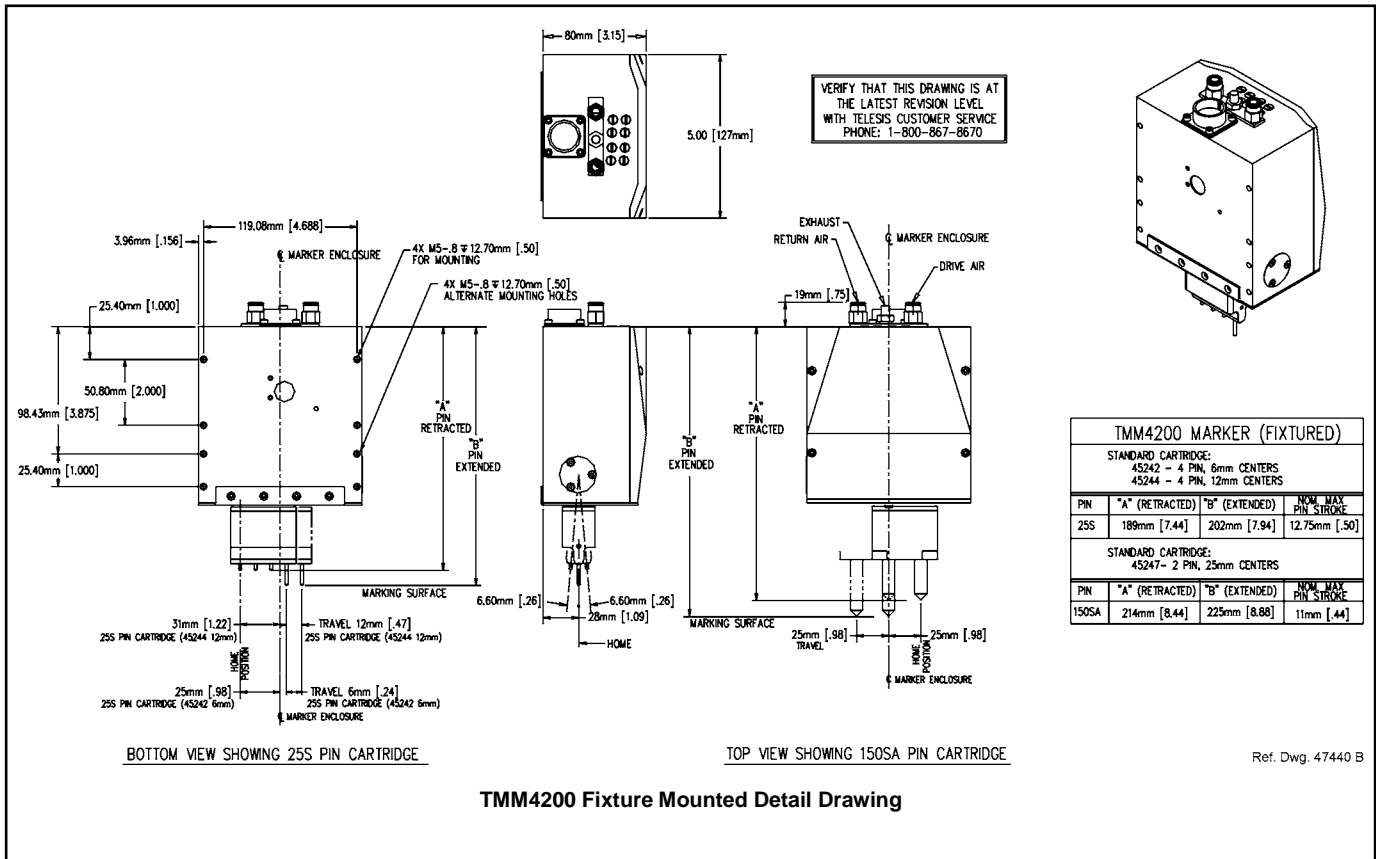 80mm [3.15]
5.00 [127mm]
VERIFY THAT THIS DRAWING IS AT
THE LATEST REVISION LEVEL
WITH TELESIS CUSTOMER SERVICE
PHONE: 1-800-867-8670
119.08mm [4.688]
3.96mm [.156]
℄ MARKER ENCLOSURE
4X M5-.8 ↧ 12.70mm [.50]
FOR MOUNTING
4X M5-.8 ↧ 12.70mm [.50]
ALTERNATE MOUNTING HOLES
25.40mm [1.000]
50.80mm [2.000]
98.43mm [3.875]
25.40mm [1.000]
"A"
PIN
RETRACTED
"B"
PIN
EXTENDED
MARKING SURFACE
31mm [1.22]
25S PIN CARTRIDGE (45244 12mm)
TRAVEL 12mm [.47]
25S PIN CARTRIDGE (45244 12mm)
HOME
POSITION
25mm [.98]
25S PIN CARTRIDGE (45242 6mm)
TRAVEL 6mm [.24]
25S PIN CARTRIDGE (45242 6mm)
℄ MARKER ENCLOSURE
BOTTOM VIEW SHOWING 25S PIN CARTRIDGE
6.60mm [.26]
6.60mm [.26]
28mm [1.09]
HOME
EXHAUST
RETURN AIR
℄ MARKER ENCLOSURE
DRIVE AIR
19mm [.75]
"A"
PIN
RETRACTED
"B"
PIN
EXTENDED
MARKING SURFACE
25mm [.98]
TRAVEL
25mm [.98]
HOME
POSITION
℄ MARKER ENCLOSURE
TOP VIEW SHOWING 150SA PIN CARTRIDGE
TMM4200 MARKER (FIXTURED)
STANDARD CARTRIDGE:
45242 - 4 PIN, 6mm CENTERS
45244 - 4 PIN, 12mm CENTERS
PIN "A" (RETRACTED) "B" (EXTENDED) NOM. MAX PIN STROKE
25S 189mm [7.44] 202mm [7.94] 12.75mm [.50]
STANDARD CARTRIDGE:
45247- 2 PIN, 25mm CENTERS
PIN "A" (RETRACTED) "B" (EXTENDED) NOM. MAX PIN STROKE
150SA 214mm [8.44] 225mm [8.88] 11mm [.44]
Ref. Dwg. 47440 B
TMM4200 Fixture Mounted Detail Drawing